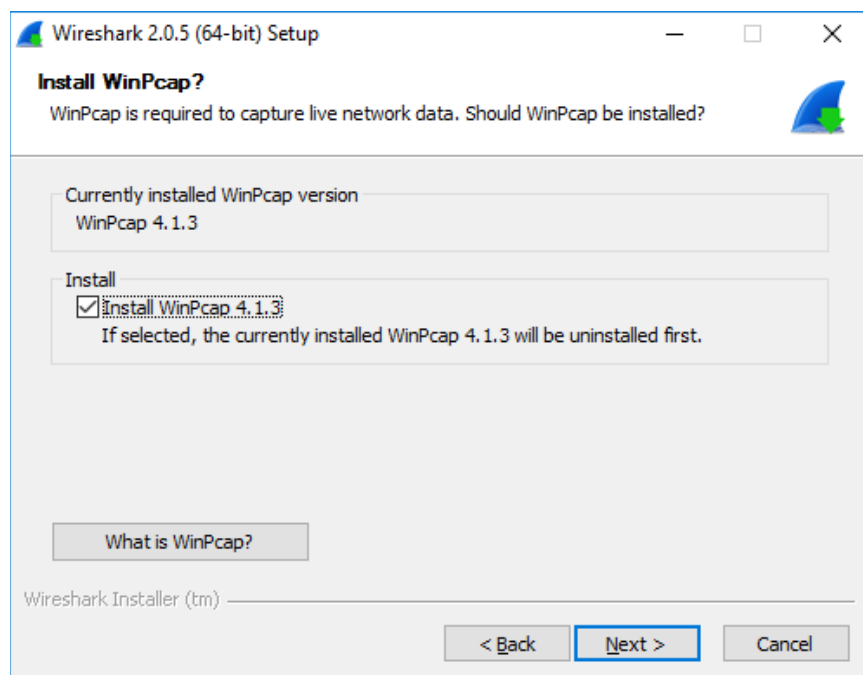 Wireshark 2.0.5 (64-bit) Setup
Install WinPcap?
WinPcap is required to capture live network data. Should WinPcap be installed?
Currently installed WinPcap version
WinPcap 4.1.3
Install
Install WinPcap 4.1.3
If selected, the currently installed WinPcap 4.1.3 will be uninstalled first.
What is WinPcap?
Wireshark Installer (tm)
< Back
Next >
Cancel